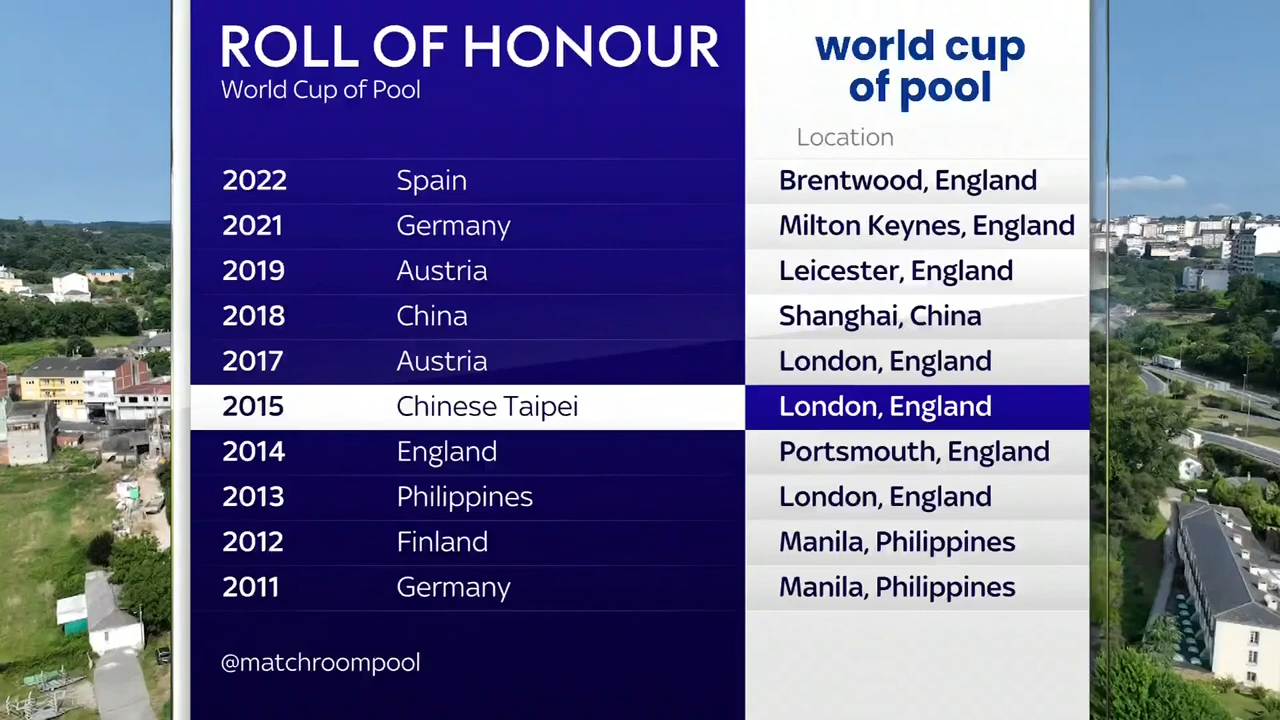 ROLL OF HONOUR
World Cup of Pool
world cup
of pool
Location
2022 Spain Brentwood, England
2021 Germany Milton Keynes, England
2019 Austria Leicester, England
2018 China Shanghai, China
2017 Austria London, England
2015 Chinese Taipei London, England
2014 England Portsmouth, England
2013 Philippines London, England
2012 Finland Manila, Philippines
2011 Germany Manila, Philippines
@matchroompool